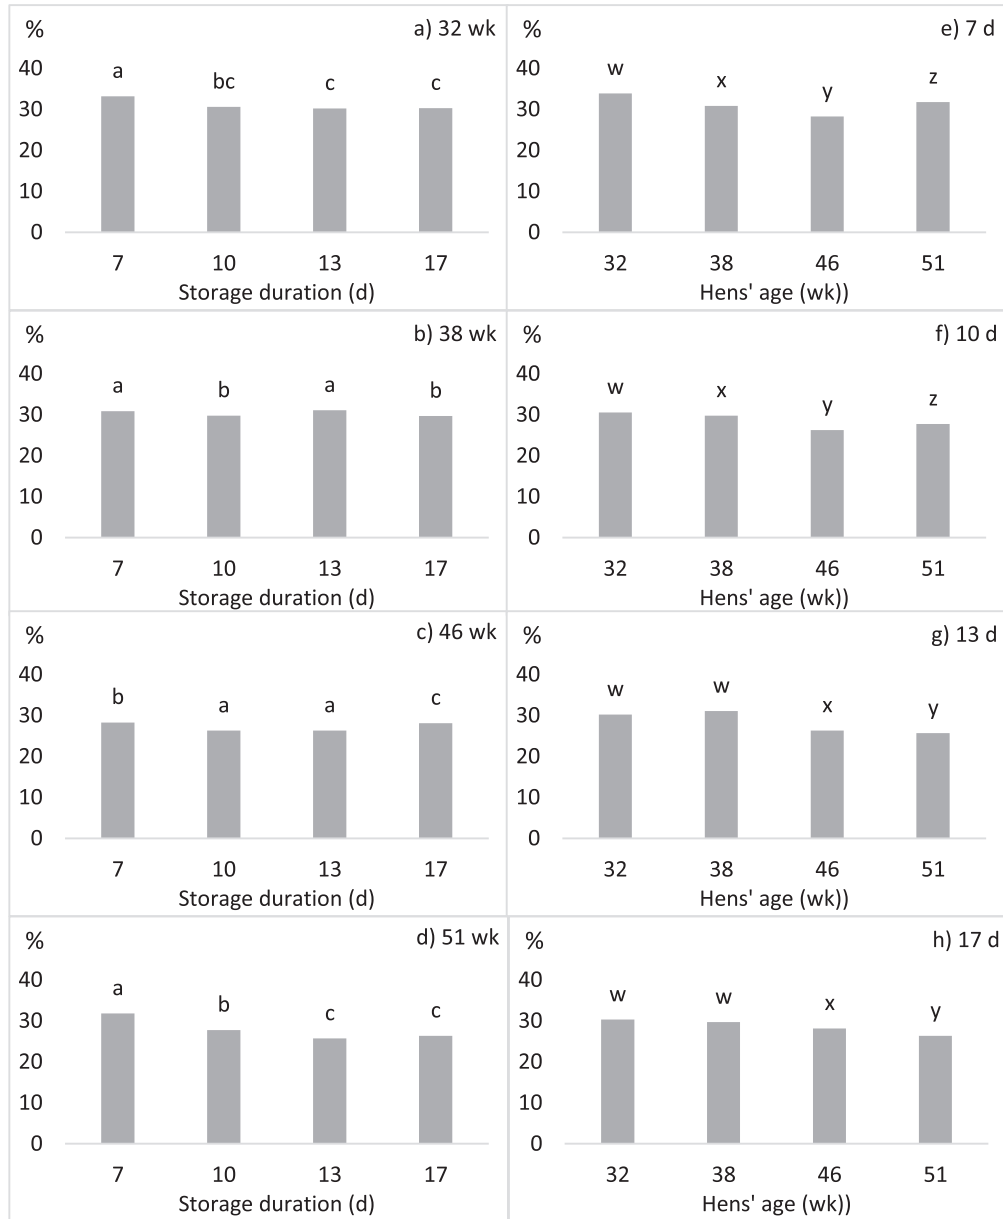 % a) 32 wk
40 a bc c c
30
20
10
0
7 10 13 17
Storage duration (d)
% e) 7 d
40 w x y z
30
20
10
0
32 38 46 51
Hens' age (wk))
% b) 38 wk
40 a b a b
30
20
10
0
7 10 13 17
Storage duration (d)
% f) 10 d
40 w x y z
30
20
10
0
32 38 46 51
Hens' age (wk))
% c) 46 wk
40 b a a c
30
20
10
0
7 10 13 17
Storage duration (d)
% g) 13 d
40 w w x y
30
20
10
0
32 38 46 51
Hens' age (wk))
% d) 51 wk
40 a b c c
30
20
10
0
7 10 13 17
Storage duration (d)
% h) 17 d
40 w w x y
30
20
10
0
32 38 46 51
Hens' age (wk))